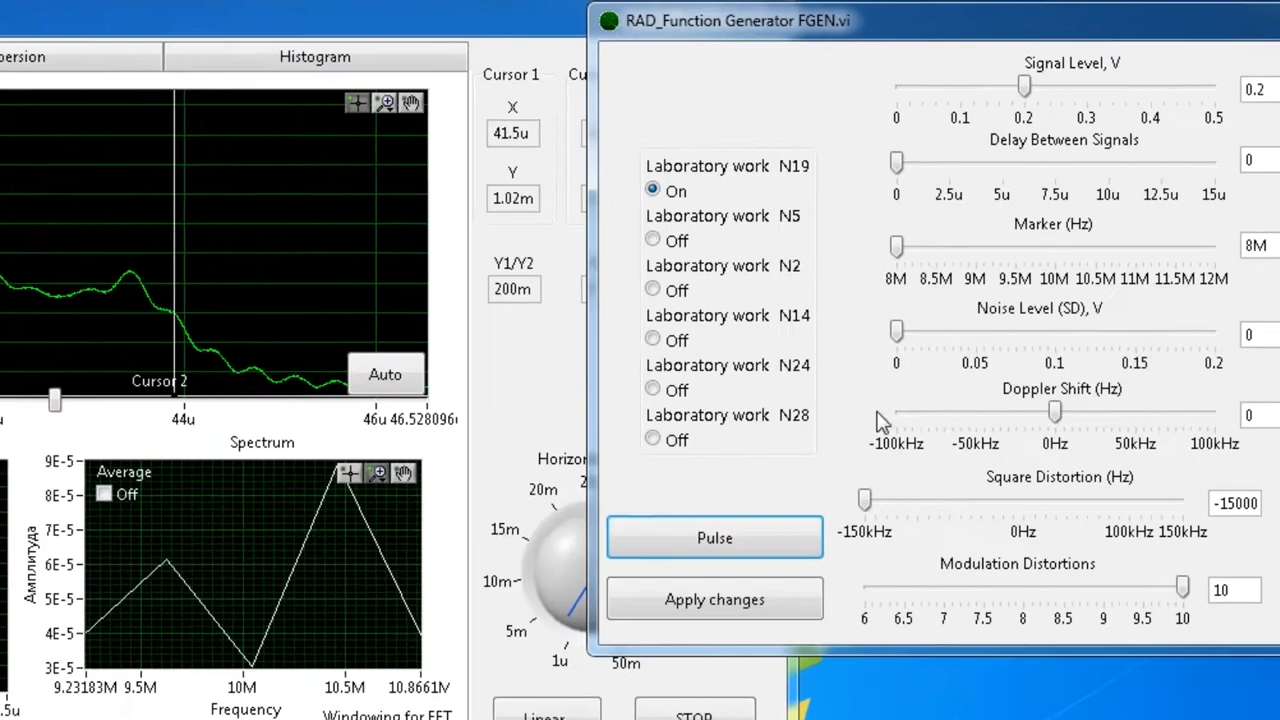 RAD_Function Generator FGEN.vi
persion
Histogram
Cursor 1
Cu
X
41.5u
Y
1.02m
Y1/Y2
200m
Cursor 2
Auto
44u
46u 46.528096
Spectrum
9E-5
8E-5
7E-5
6E-5
5E-5
4E-5
3E-5
Амплитуда
Average
Off
9.23183M 9.5M 10M 10.5M 10.8661M
Frequency
Windowing for FFT
.5u
Horizon
20m
2
15m
10m
5m
1u
50m
Linear
STOP
Laboratory work N19
On
Laboratory work N5
Off
Laboratory work N2
Off
Laboratory work N14
Off
Laboratory work N24
Off
Laboratory work N28
Off
Pulse
Apply changes
Signal Level, V
0.2
0 0.1 0.2 0.3 0.4 0.5
Delay Between Signals
0
0 2.5u 5u 7.5u 10u 12.5u 15u
Marker (Hz)
8M
8M 8.5M 9M 9.5M 10M 10.5M 11M 11.5M 12M
Noise Level (SD), V
0
0 0.05 0.1 0.15 0.2
Doppler Shift (Hz)
0
-100kHz -50kHz 0Hz 50kHz 100kHz
Square Distortion (Hz)
-15000
-150kHz 0Hz 100kHz 150kHz
Modulation Distortions
10
6 6.5 7 7.5 8 8.5 9 9.5 10